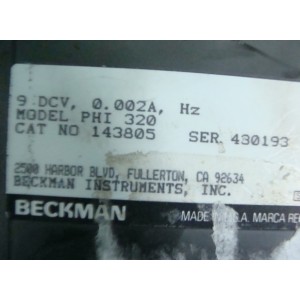 9 DCV, 0.002A, Hz
MODEL PHI 320
CAT NO 143805 SER. 430193
2500 HARBOR BLVD, FULLERTON, CA 92634
BECKMAN INSTRUMENTS, INC.
BECKMAN MADE IN U.S.A. MARCA RE